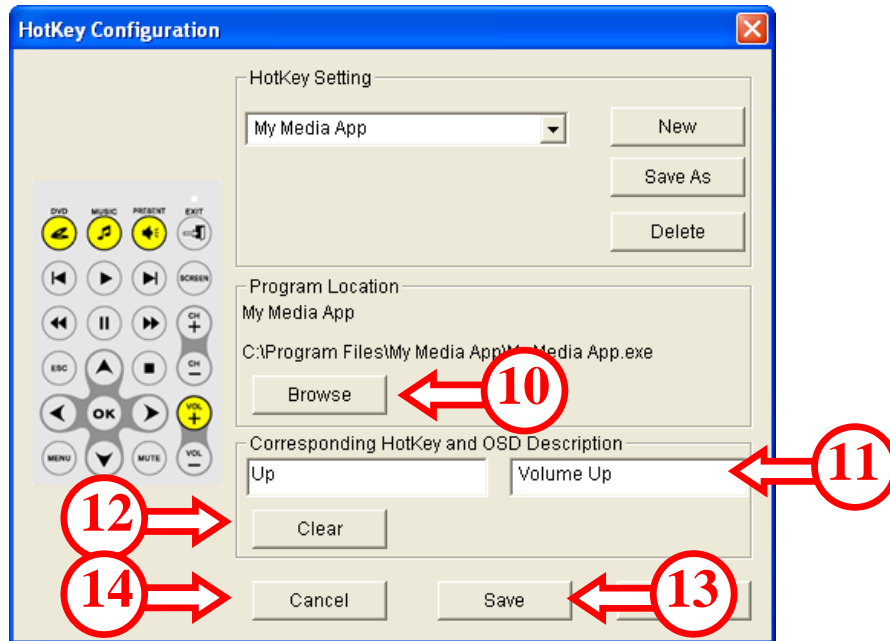 HotKey Configuration
HotKey Setting
My Media App
New
Save As
Delete
DVD MUSIC PRESENT EXIT
SCREEN
CH
+
ESC
CH
OK
VOL
+
MENU
MUTE
VOL
Program Location
My Media App
C:\Program Files\My Media App\My Media App.exe
Browse
10
Corresponding HotKey and OSD Description
Up
Volume Up
11
12
Clear
14
Cancel
Save
13